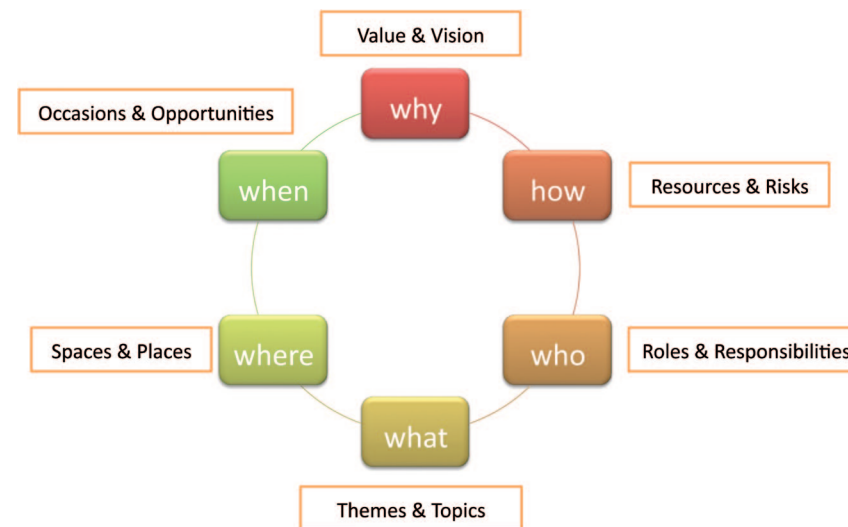 Value & Vision
why
Occasions & Opportunities
when
how
Resources & Risks
Spaces & Places
where
who
Roles & Responsibilities
what
Themes & Topics